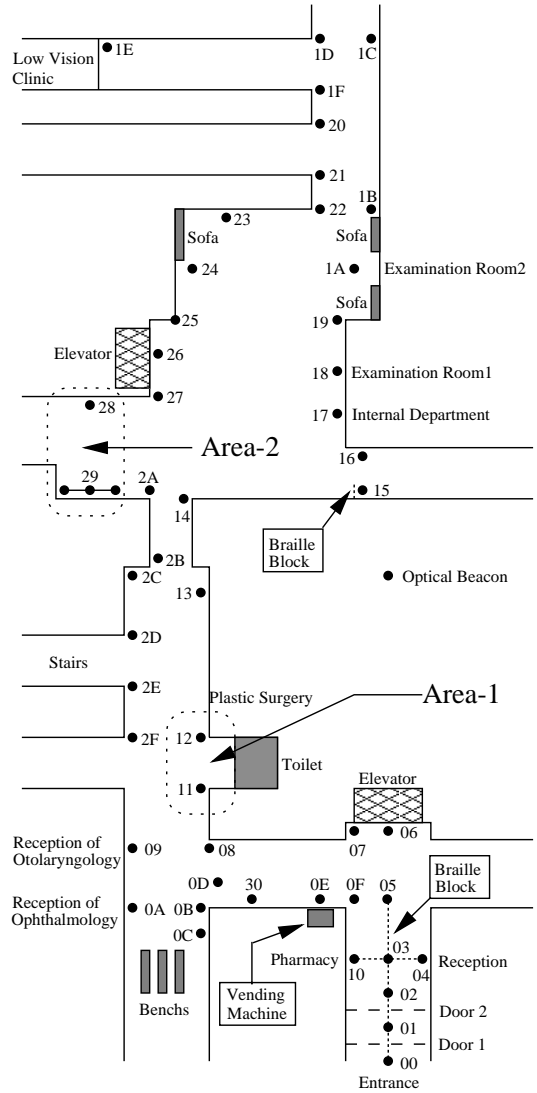 1E
1D
1C
Low Vision
Clinic
1F
20
21
22
1B
23
Sofa
Sofa
24
1A
Examination Room2
Sofa
25
19
Elevator
26
18
Examination Room1
27
28
17
Internal Department
Area-2
16
29
2A
15
14
Braille
Block
2B
2C
Optical Beacon
13
2D
Stairs
2E
Plastic Surgery
Area-1
2F
12
Toilet
11
Elevator
Reception of
Otolaryngology
09
08
07
06
0D
30
0E
0F
05
Braille
Block
Reception of
Ophthalmology
0A
0B
0C
03
Pharmacy
10
04
Reception
02
Benchs
Vending
Machine
Door 2
01
Door 1
00
Entrance